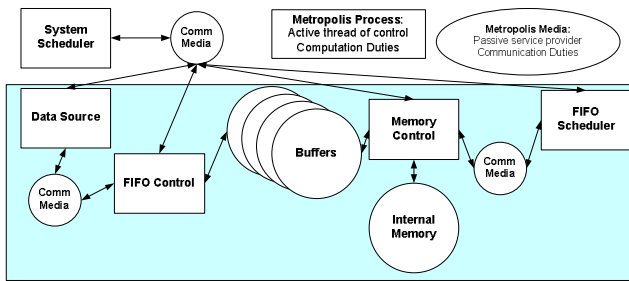 System
Scheduler
Comm
Media
Metropolis Process:
Active thread of control
Computation Duties
Metropolis Media:
Passive service provider
Communication Duties
Data Source
Comm
Media
FIFO Control
Buffers
Memory
Control
Internal
Memory
Comm
Media
FIFO
Scheduler